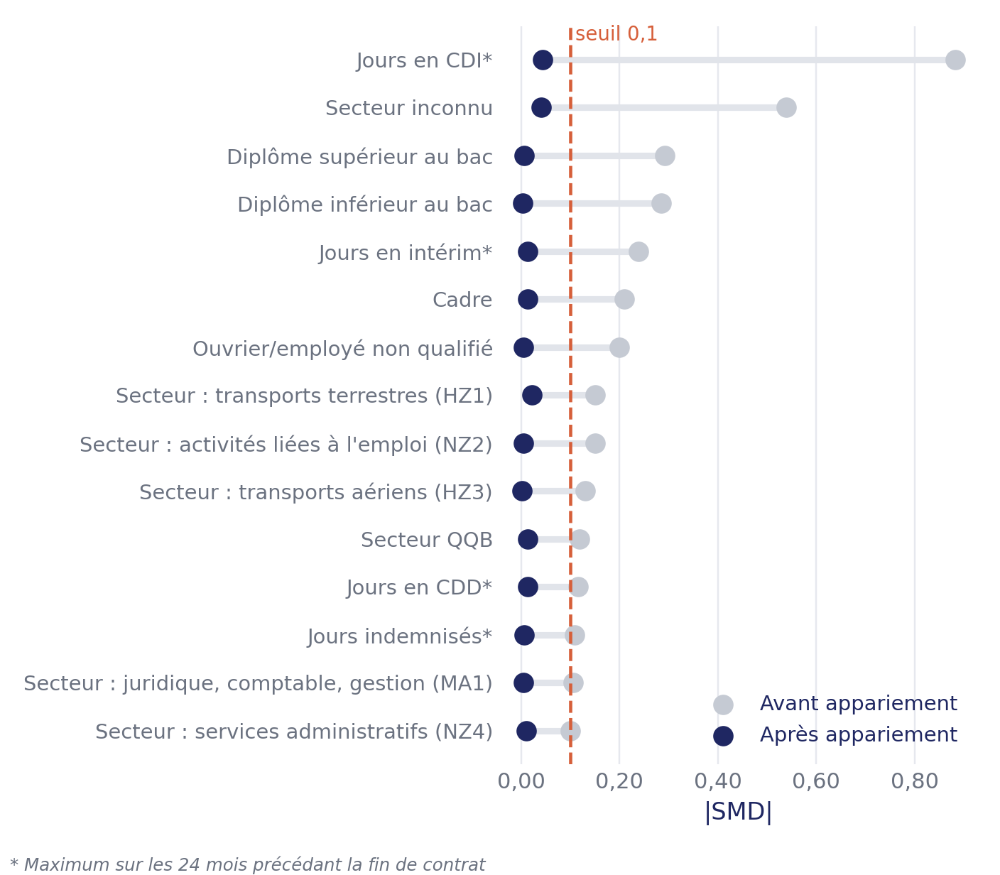 seuil 0,1
Jours en CDI*
Secteur inconnu
Diplôme supérieur au bac
Diplôme inférieur au bac
Jours en intérim*
Cadre
Ouvrier/employé non qualifié
Secteur : transports terrestres (HZ1)
Secteur : activités liées à l'emploi (NZ2)
Secteur : transports aériens (HZ3)
Secteur QQB
Jours en CDD*
Jours indemnisés*
Secteur : juridique, comptable, gestion (MA1)
Secteur : services administratifs (NZ4)
Avant appariement
Après appariement
0,00 0,20 0,40 0,60 0,80
|SMD|
* Maximum sur les 24 mois précédant la fin de contrat